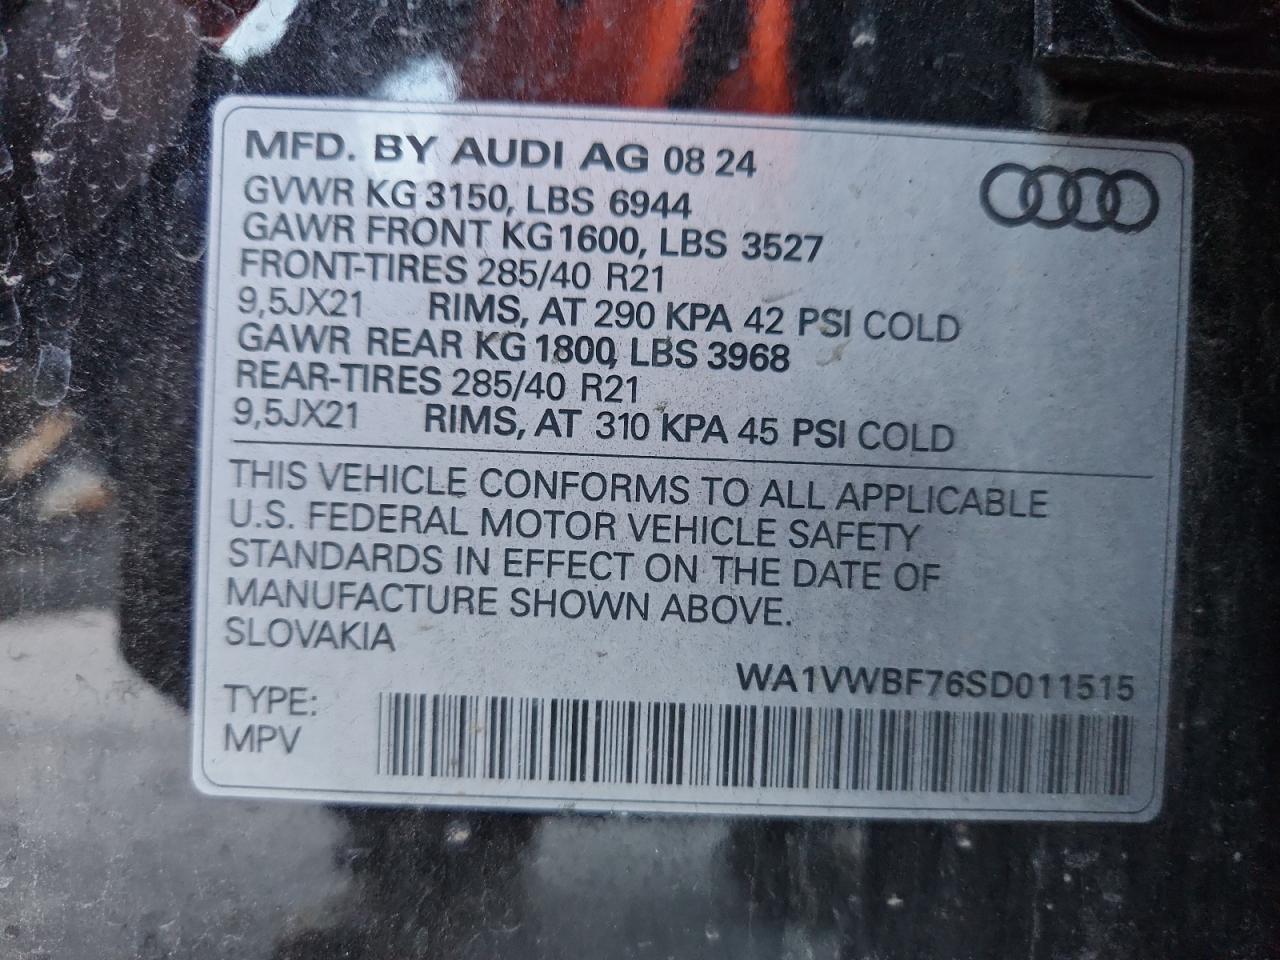 MFD. BY AUDI AG 08 24
GVWR KG 3150, LBS 6944
GAWR FRONT KG 1600, LBS 3527
FRONT-TIRES 285/40 R21
9,5JX21 RIMS, AT 290 KPA 42 PSI COLD
GAWR REAR KG 1800, LBS 3968
REAR-TIRES 285/40 R21
9,5JX21 RIMS, AT 310 KPA 45 PSI COLD
THIS VEHICLE CONFORMS TO ALL APPLICABLE
U.S. FEDERAL MOTOR VEHICLE SAFETY
STANDARDS IN EFFECT ON THE DATE OF
MANUFACTURE SHOWN ABOVE.
SLOVAKIA
WA1VWBF76SD011515
TYPE:
MPV